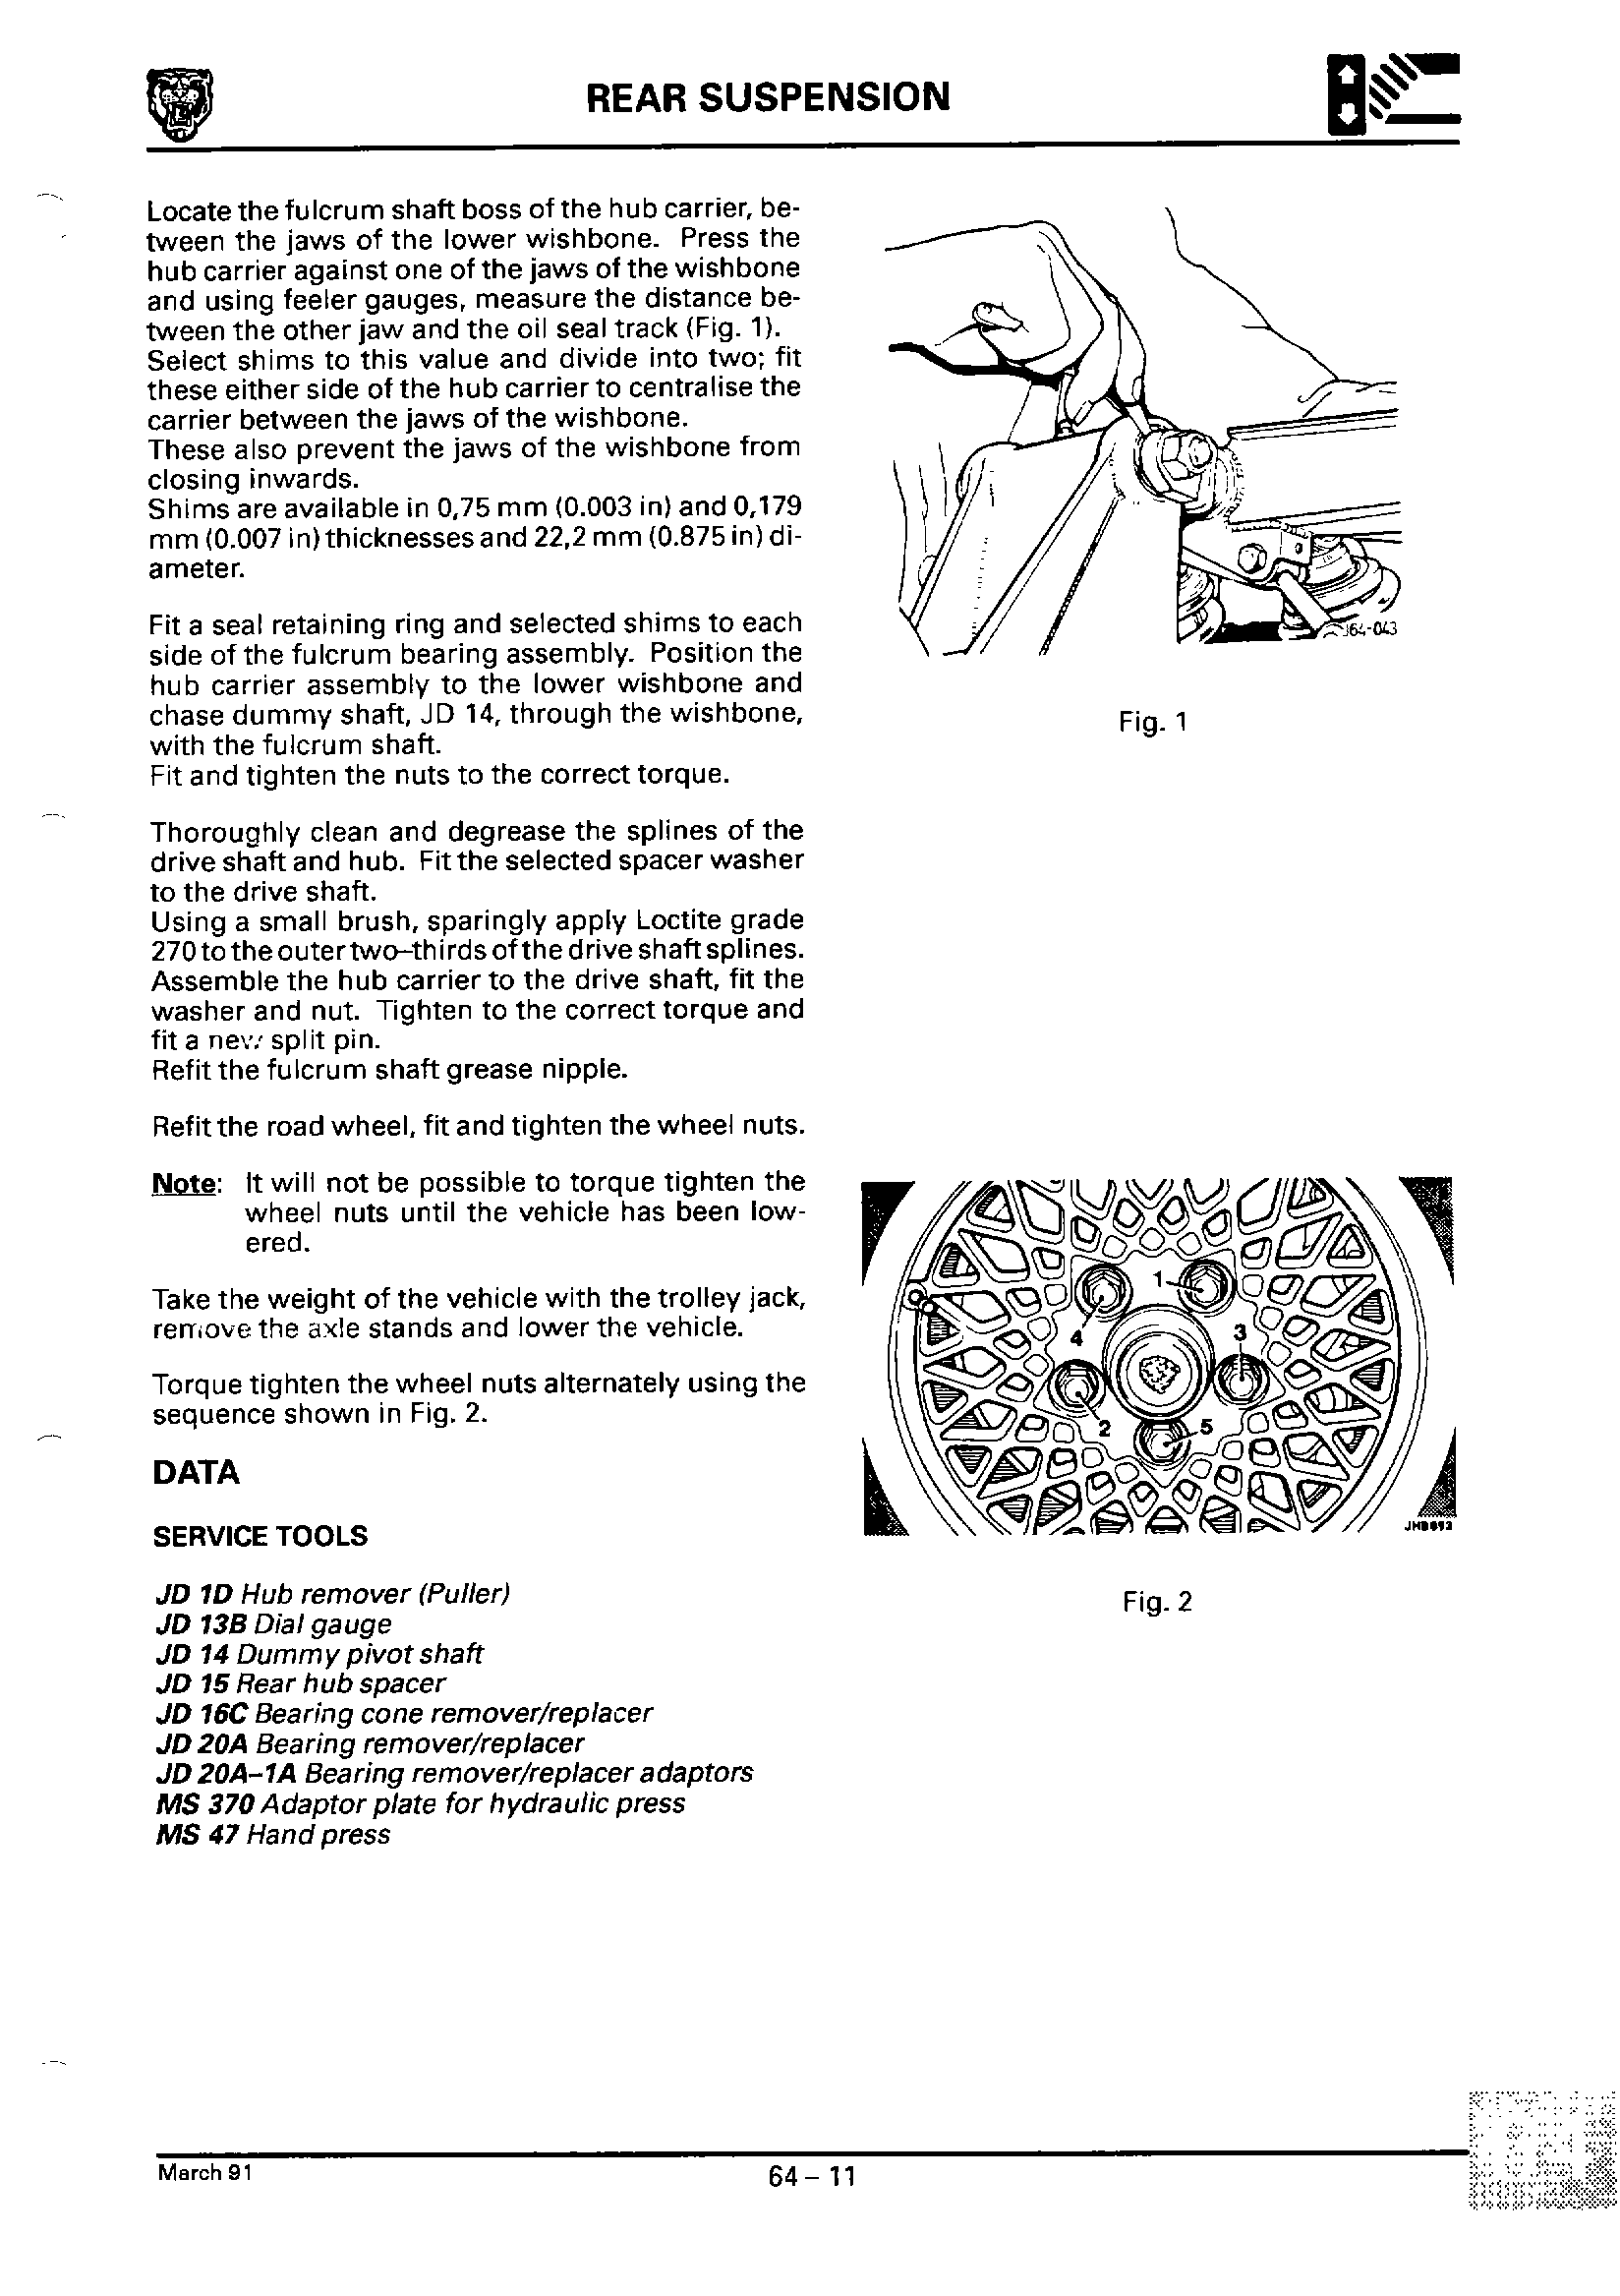 REAR SUSPENSION
Locate the fulcrum shaft boss of the hub carrier, be-
tween the jaws of the lower wishbone. Press the
hub carrier against one of the jaws of the wishbone
and using feeler gauges, measure the distance be-
tween the other jaw and the oil seal track (Fig. 1).
Select shims to this value and divide into two; fit
these either side of the hub carrier to centralise the
carrier between the jaws of the wishbone.
These also prevent the jaws of the wishbone from
closing inwards.
Shims are available in 0,75 mm (0.003 in) and 0,179
mm (0.007 in) thicknesses and 22,2 mm (0.875 in) di-
ameter.
Fit a seal retaining ring and selected shims to each
side of the fulcrum bearing assembly. Position the
hub carrier assembly to the lower wishbone and
chase dummy shaft, JD 14, through the wishbone,
with the fulcrum shaft.
Fit and tighten the nuts to the correct torque.
Thoroughly clean and degrease the splines of the
drive shaft and hub. Fit the selected spacer washer
to the drive shaft.
Using a small brush, sparingly apply Loctite grade
270 to the outer two-thirds of the drive shaft splines.
Assemble the hub carrier to the drive shaft, fit the
washer and nut. Tighten to the correct torque and
fit a new split pin.
Refit the fulcrum shaft grease nipple.
Refit the road wheel, fit and tighten the wheel nuts.
Note: It will not be possible to torque tighten the
wheel nuts until the vehicle has been low-
ered.
Take the weight of the vehicle with the trolley jack,
remove the axle stands and lower the vehicle.
Torque tighten the wheel nuts alternately using the
sequence shown in Fig. 2.
DATA
SERVICE TOOLS
JD 1D Hub remover (Puller)
JD 13B Dial gauge
JD 14 Dummy pivot shaft
JD 15 Rear hub spacer
JD 16C Bearing cone remover/replacer
JD 20A Bearing remover/replacer
JD 20A-1A Bearing remover/replacer adaptors
MS 370 Adaptor plate for hydraulic press
MS 47 Hand press
J64-043
Fig. 1
1
4
3
2
5
Fig. 2
March 91
64 - 11